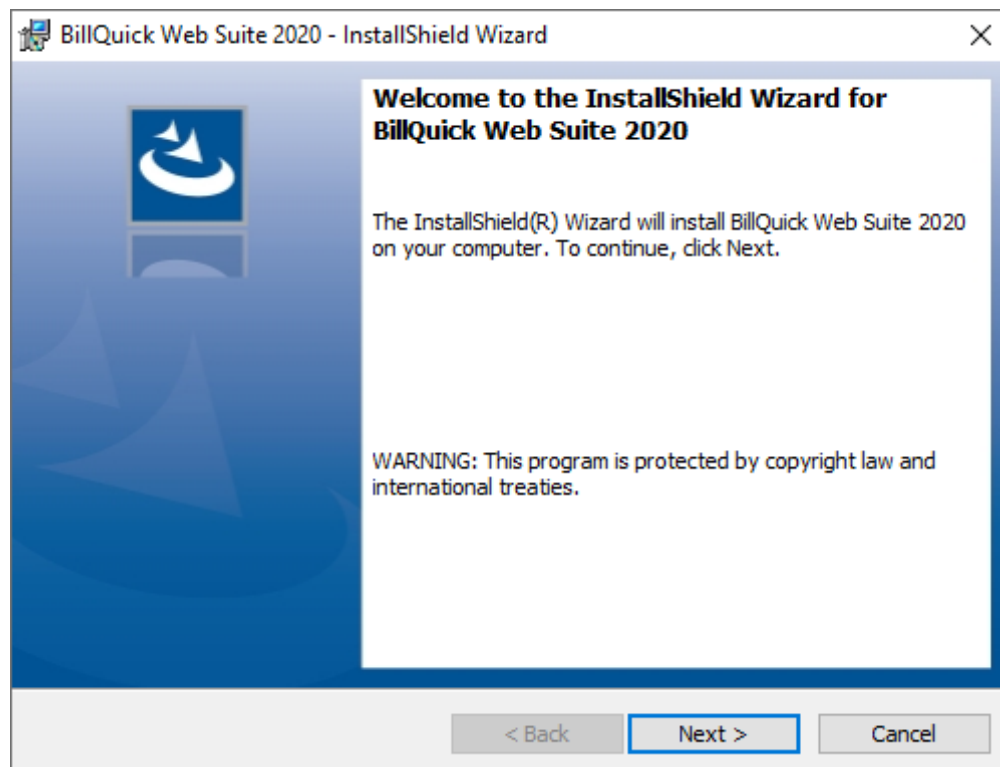 BillQuick Web Suite 2020 - InstallShield Wizard
Welcome to the InstallShield Wizard for
BillQuick Web Suite 2020
The InstallShield(R) Wizard will install BillQuick Web Suite 2020
on your computer. To continue, click Next.
WARNING: This program is protected by copyright law and
international treaties.
< Back Next > Cancel